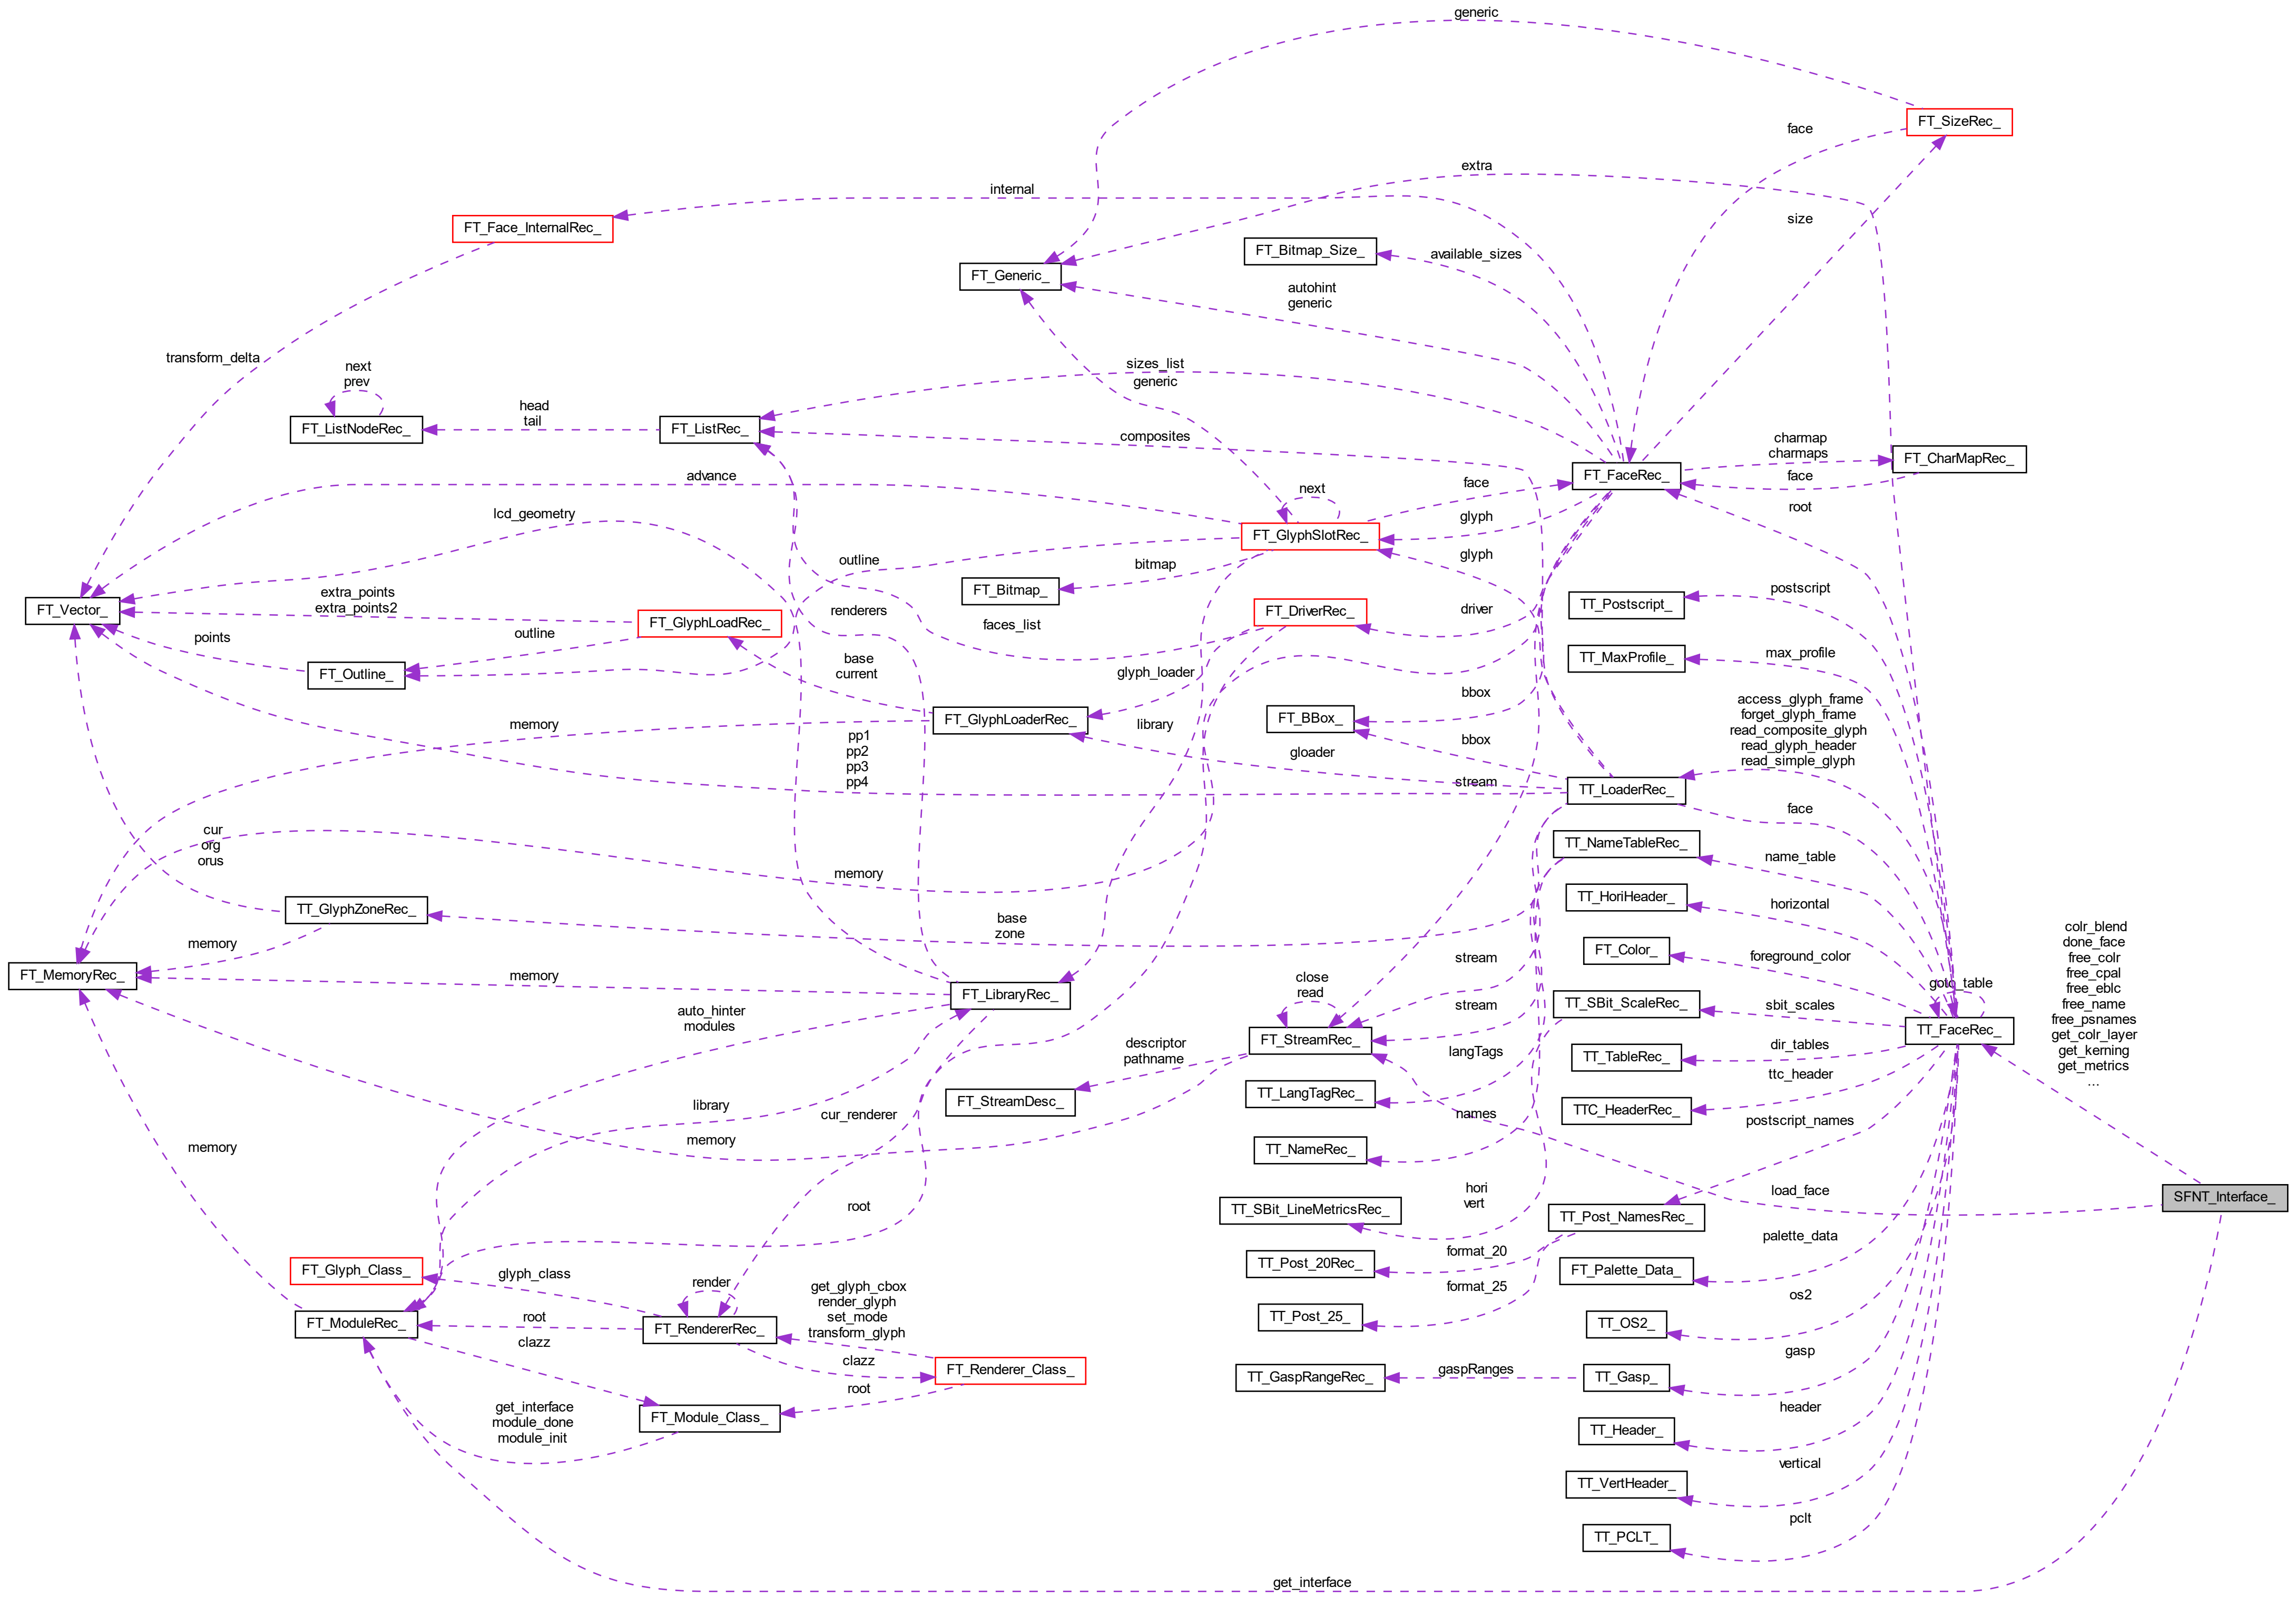 generic
FT_SizeRec_
face
extra
internal
size
FT_Face_InternalRec_
FT_Bitmap_Size_
available_sizes
FT_Generic_
autohint
generic
transform_delta
next
prev
sizes_list
generic
head
tail
FT_ListNodeRec_
FT_ListRec_
composites
charmap
charmaps
FT_CharMapRec_
FT_FaceRec_
face
advance
next
face
lcd_geometry
glyph
root
FT_GlyphSlotRec_
outline
glyph
bitmap
FT_Bitmap_
postscript
TT_Postscript_
extra_points
extra_points2
FT_Vector_
renderers
FT_DriverRec_
driver
faces_list
FT_GlyphLoadRec_
outline
points
FT_Outline_
base
current
glyph_loader
max_profile
TT_MaxProfile_
bbox
access_glyph_frame
forget_glyph_frame
read_composite_glyph
read_glyph_header
read_simple_glyph
FT_GlyphLoaderRec_
FT_BBox_
memory
library
bbox
pp1
pp2
pp3
pp4
gloader
stream
TT_LoaderRec_
face
cur
org
orus
TT_NameTableRec_
name_table
memory
TT_GlyphZoneRec_
base
zone
TT_HoriHeader_
horizontal
memory
FT_Color_
foreground_color
stream
FT_MemoryRec_
memory
FT_LibraryRec_
close
read
goto_table
colr_blend
done_face
free_colr
free_cpal
free_eblc
free_name
free_psnames
get_colr_layer
get_kerning
get_metrics
...
auto_hinter
modules
stream
TT_SBit_ScaleRec_
sbit_scales
TT_FaceRec_
FT_StreamRec_
descriptor
pathname
langTags
TT_TableRec_
dir_tables
ttc_header
FT_StreamDesc_
TT_LangTagRec_
library
cur_renderer
names
TTC_HeaderRec_
postscript_names
memory
memory
TT_NameRec_
root
hori
vert
load_face
SFNT_Interface_
TT_SBit_LineMetricsRec_
TT_Post_NamesRec_
palette_data
format_20
TT_Post_20Rec_
FT_Palette_Data_
FT_Glyph_Class_
glyph_class
render
get_glyph_cbox
render_glyph
set_mode
transform_glyph
format_25
os2
TT_Post_25_
TT_OS2_
FT_ModuleRec_
root
FT_RendererRec_
clazz
clazz
gasp
FT_Renderer_Class_
TT_GaspRangeRec_
gaspRanges
TT_Gasp_
root
get_interface
module_done
module_init
FT_Module_Class_
header
TT_Header_
vertical
TT_VertHeader_
pclt
TT_PCLT_
get_interface